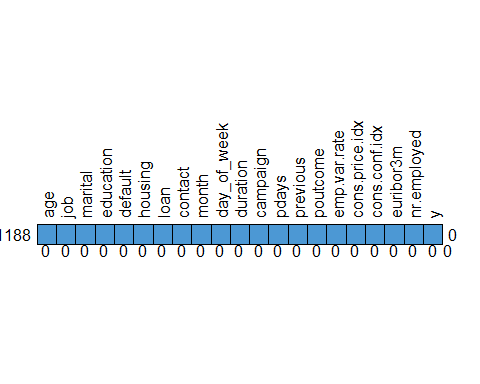 age
job
marital
education
default
housing
loan
contact
month
day_of_week
duration
campaign
pdays
previous
poutcome
emp.var.rate
cons.price.idx
cons.conf.idx
euribor3m
nr.employed
y
1188 0
0 0 0 0 0 0 0 0 0 0 0 0 0 0 0 0 0 0 0 0 0 0